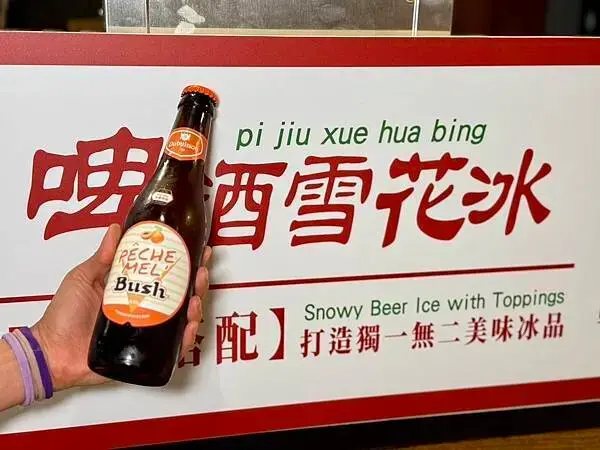 pi jiu xue hua bing
啤酒雪花冰
Dubuisson
PÊCHE
MEL'
Bush
Snowy Beer Ice with Toppings
配】打造獨一無二美味冰品